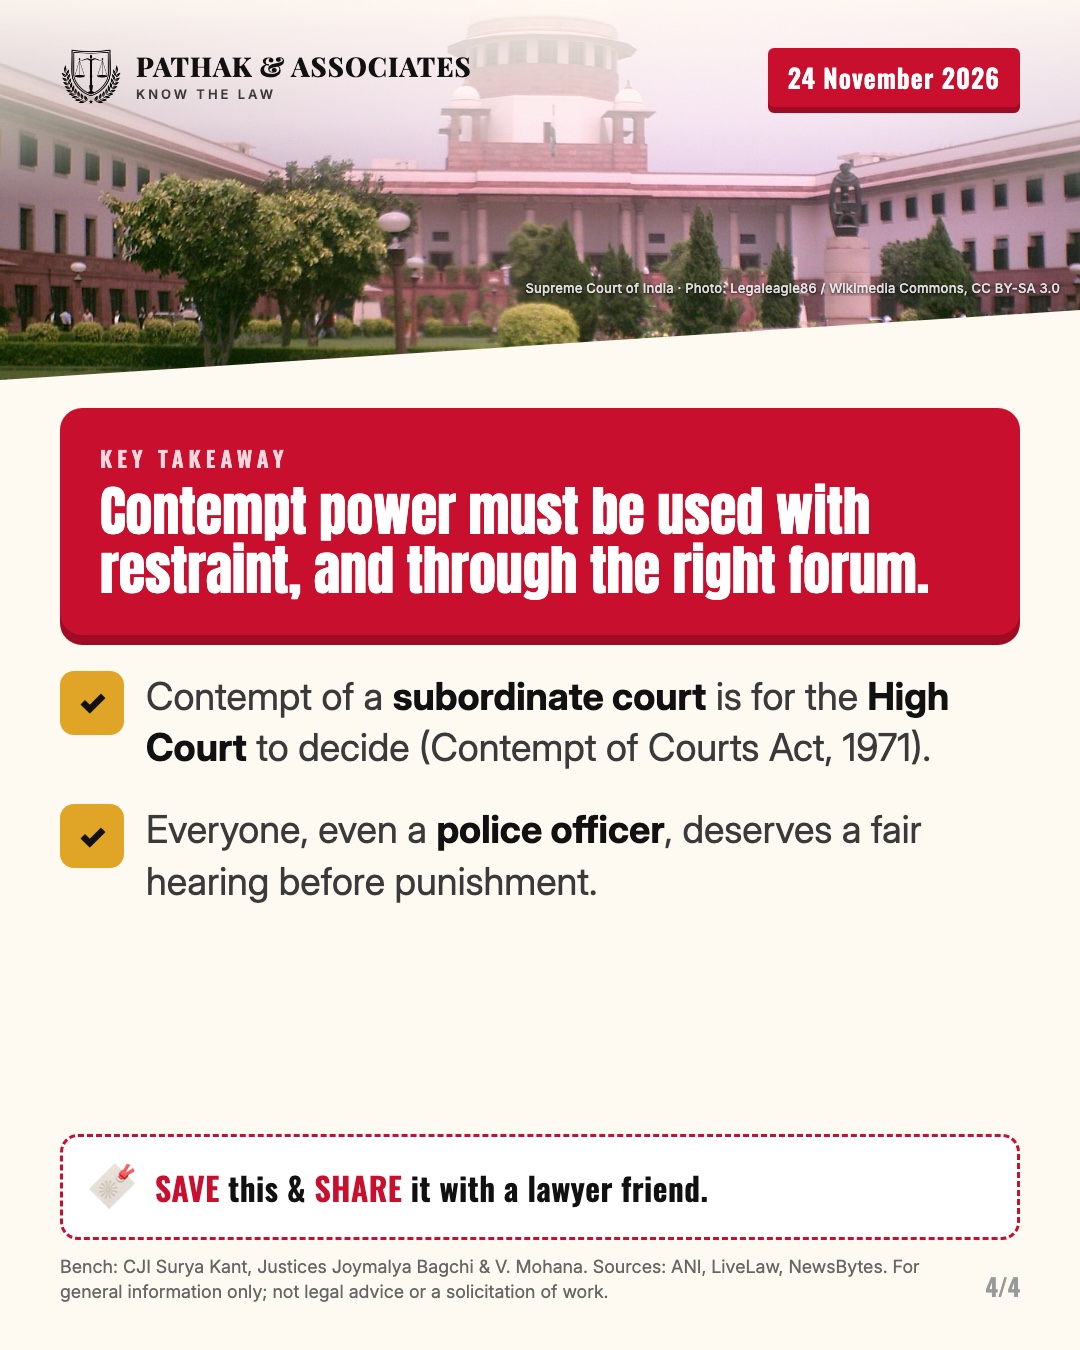 PATHAK & ASSOCIATES
KNOW THE LAW
24 November 2026
Supreme Court of India · Photo: Legaleagle86 / Wikimedia Commons, CC BY-SA 3.0
KEY TAKEAWAY
Contempt power must be used with
restraint, and through the right forum.
Contempt of a subordinate court is for the High
Court to decide (Contempt of Courts Act, 1971).
Everyone, even a police officer, deserves a fair
hearing before punishment.
SAVE this & SHARE it with a lawyer friend.
Bench: CJI Surya Kant, Justices Joymalya Bagchi & V. Mohana. Sources: ANI, LiveLaw, NewsBytes. For
general information only; not legal advice or a solicitation of work.
4/4